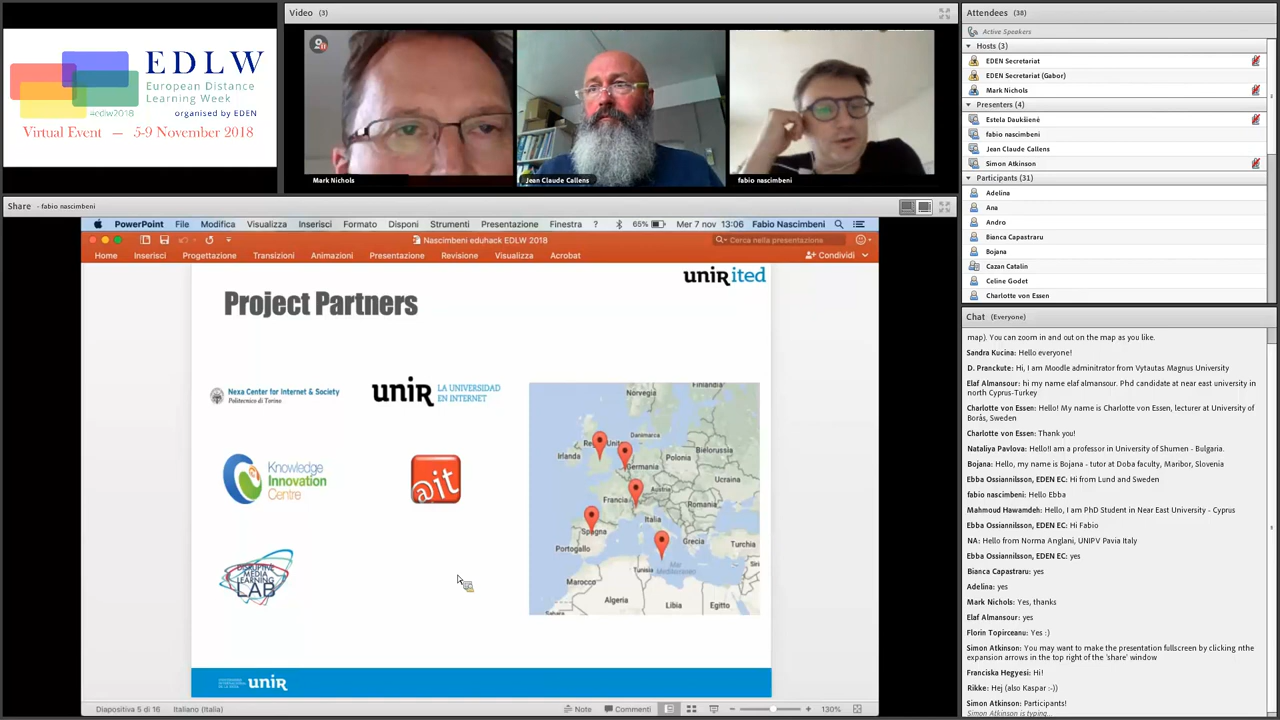 EDLW
European Distance
Learning Week
#edlw2018
organised by EDEN
Virtual Event — 5-9 November 2018
Video (3)
Mark Nichols
Jean Claude Callens
fabio nascimbeni
Share - fabio nascimbeni
PowerPoint File Modifica Visualizza Inserisci Formato Disponi Strumenti Presentazione Finestra ? 65% Mer 7 nov 13:06 Fabio Nascimbeni
Nascimbeni eduhack EDLW 2018
Cerca nella presentazione
Home Inserisci Progettazione Transizioni Animazioni Presentazione Revisione Visualizza Acrobat Condividi
unirited
Project Partners
Nexa Center for Internet & Society
Politecnico di Torino
unir LA UNIVERSIDAD
EN INTERNET
Knowledge
Innovation
Centre
@it
DISRUPTIVE
MEDIA
LEARNING
LAB
Norvegia
Finlandia
Danimarca
Irlanda
Polonia
Bielorussia
Germania
Ucraina
Austria
Francia
Romania
Italia
Spagna
Grecia
Portogallo
Turchia
Tunisia
Mar
Mediterraneo
Marocco
Algeria
Libia
Egitto
unir
Diapositiva 5 di 16 Italiano (Italia)
Note Commenti 130%
Attendees (38)
Active Speakers
Hosts (3)
EDEN Secretariat
EDEN Secretariat (Gabor)
Mark Nichols
Presenters (4)
Estela Daukšienė
fabio nascimbeni
Jean Claude Callens
Simon Atkinson
Participants (31)
Adelina
Ana
Andro
Bianca Capastraru
Bojana
Cazan Catalin
Celine Godet
Charlotte von Essen
Chat (Everyone)
map). You can zoom in and out on the map as you like.
Sandra Kucina: Hello everyone!
D. Pranckute: Hi, I am Moodle adminitrator from Vytautas Magnus University
Elaf Almansour: hi my name elaf almansour. Phd candidate at near east university in
north Cyprus-Turkey
Charlotte von Essen: Hello! My name is Charlotte von Essen, lecturer at University of
Borås, Sweden
Charlotte von Essen: Thank you!
Nataliya Pavlova: Hello!I am a professor in University of Shumen - Bulgaria.
Bojana: Hello, my name is Bojana - tutor at Doba faculty, Maribor, Slovenia
Ebba Ossiannilsson, EDEN EC: Hi from Lund and Sweden
fabio nascimbeni: Hello Ebba
Mahmoud Hawamdeh: Hello, I am PhD Student in Near East University - Cyprus
Ebba Ossiannilsson, EDEN EC: Hi Fabio
NA: Hello from Norma Anglani, UNIPV Pavia Italy
Ebba Ossiannilsson, EDEN EC: yes
Bianca Capastraru: yes
Adelina: yes
Mark Nichols: Yes, thanks
Elaf Almansour: yes
Florin Topirceanu: Yes :)
Simon Atkinson: You may want to make the presentation fullscreen by clicking nthe
expansion arrows in the top right of the 'share' window
Franciska Hegyesi: Hi!
Rikke: Hej (also Kaspar :-))
Simon Atkinson: Participants!
Simon Atkinson is typing...